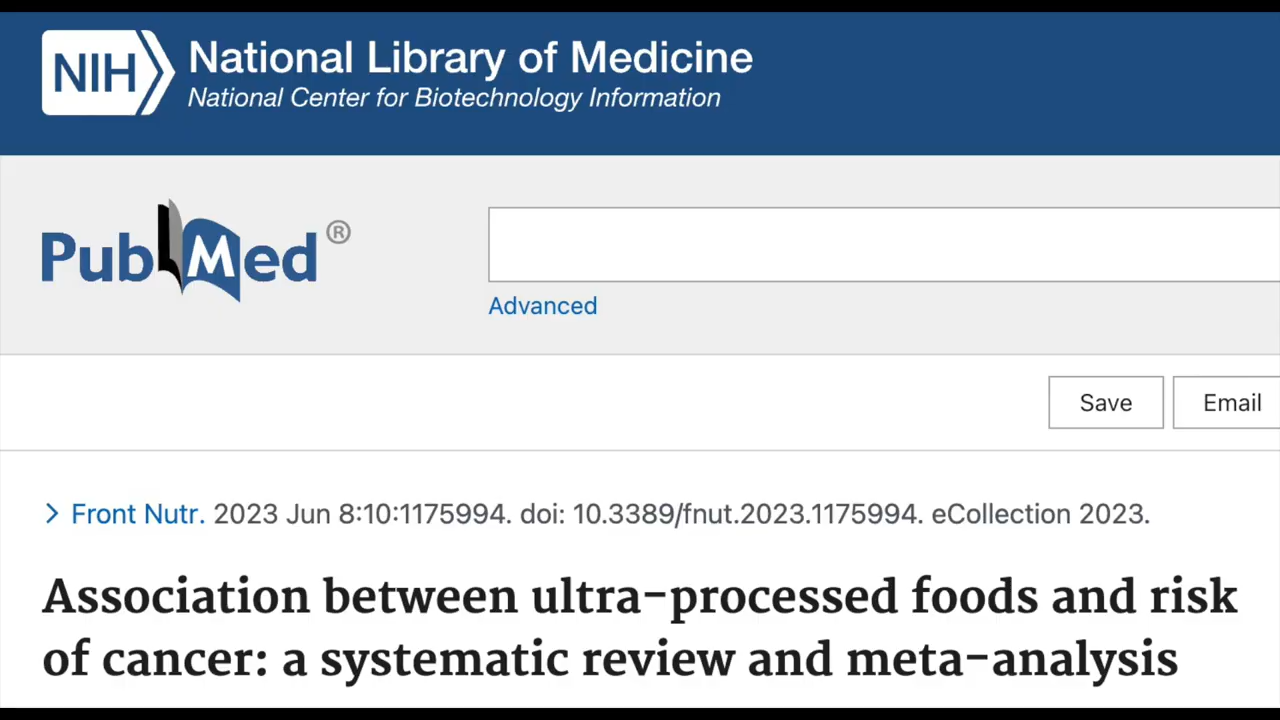 NIH
National Library of Medicine
National Center for Biotechnology Information
PubMed®
Advanced
Save
Email
Front Nutr. 2023 Jun 8:10:1175994. doi: 10.3389/fnut.2023.1175994. eCollection 2023.
Association between ultra-processed foods and risk
of cancer: a systematic review and meta-analysis